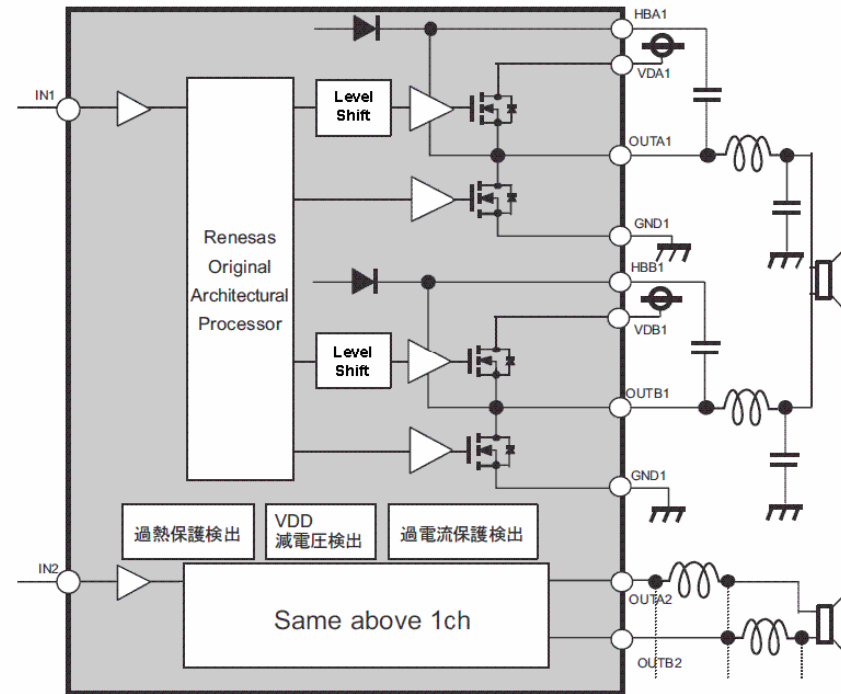 HBA1
VDA1
IN1
Level
Shift
OUTA1
GND1
Renesas
Original
Architectural
Processor
HBB1
VDB1
Level
Shift
OUTB1
GND1
過熱保護検出
VDD
減電圧検出
過電流保護検出
IN2
Same above 1ch
OUTA2
OUTB2